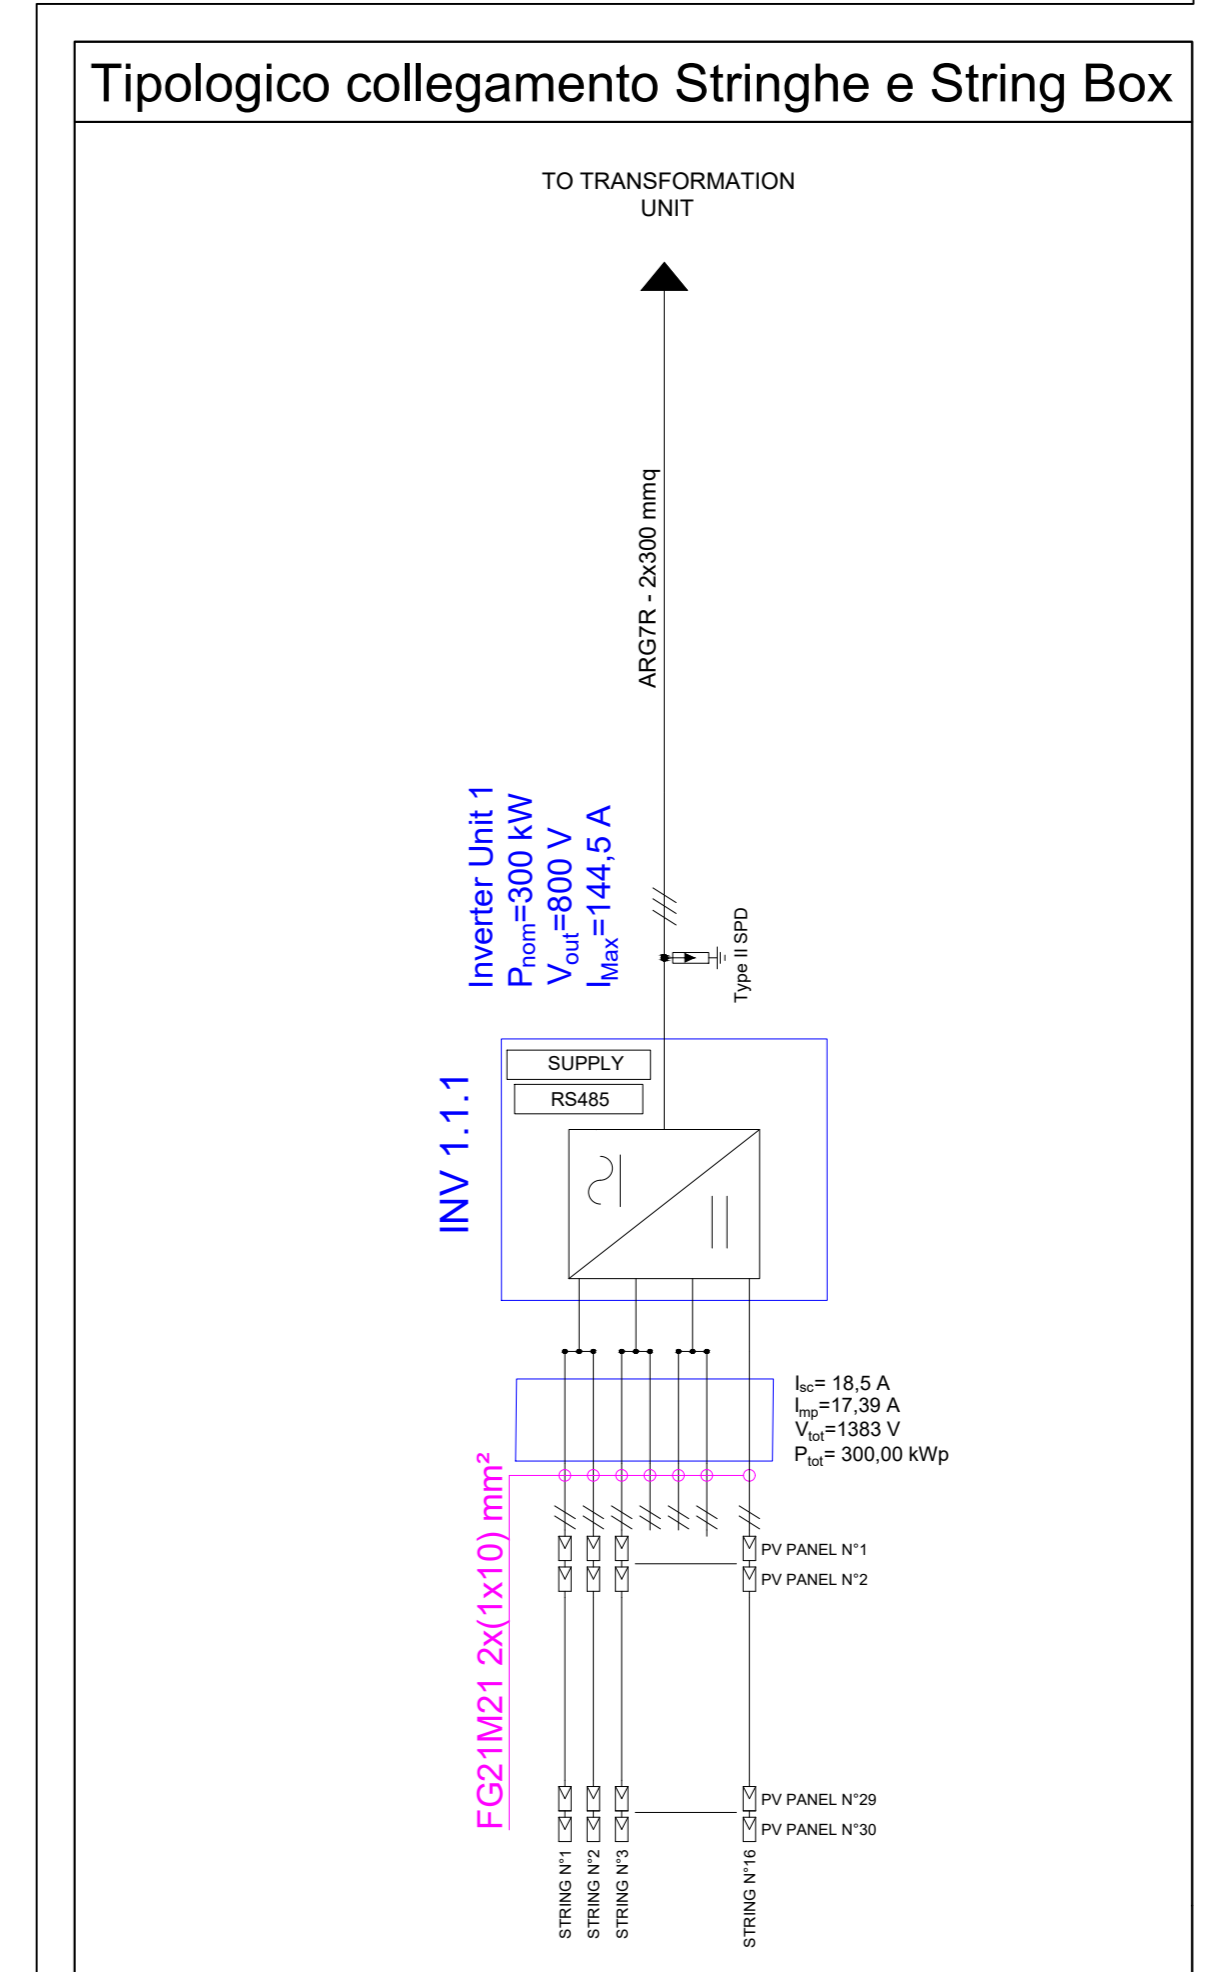 Tipologico collegamento Stringhe e String Box
TO TRANSFORMATION
UNIT
ARG7R - 2x300 mmq
Inverter Unit 1
Pnom=300 kW
Vout=800 V
IMax=144,5 A
Type II SPD
INV 1.1.1
SUPPLY
RS485
Isc= 18,5 A
Imp=17,39 A
Vtot=1383 V
Ptot= 300,00 kWp
FG21M21 2x(1x10) mm²
PV PANEL N°1
PV PANEL N°2
PV PANEL N°29
PV PANEL N°30
STRING N°1
STRING N°2
STRING N°3
STRING N°16